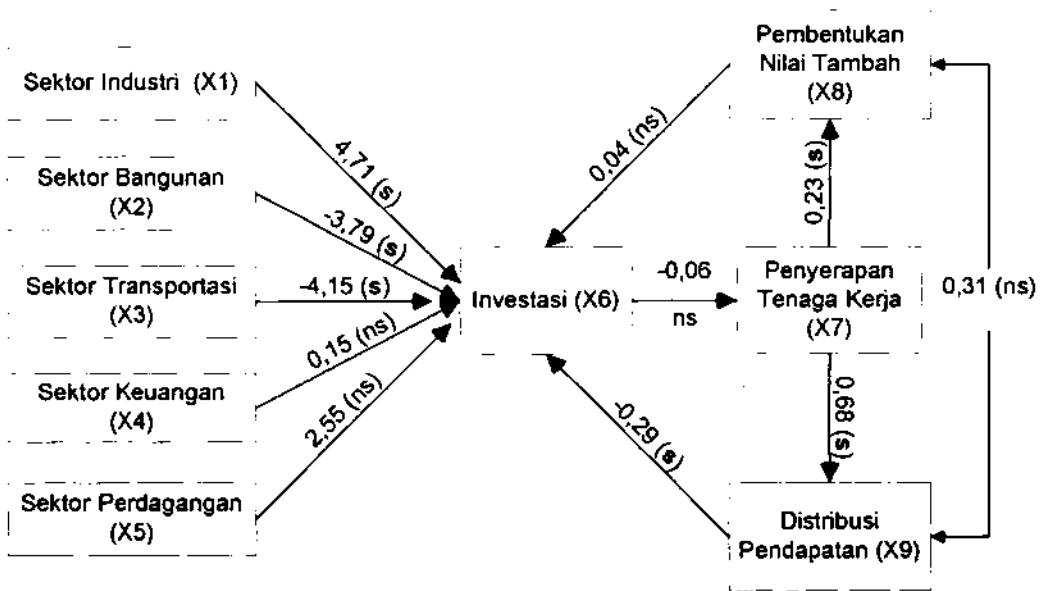 Sektor Industri (X1)
Sektor Bangunan
(X2)
Sektor Transportasi
(X3)
Sektor Keuangan
(X4)
Sektor Perdagangan
(X5)
4,71 (s)
-3,79 (s)
-4,15 (s)
0,15 (ns)
2,55 (ns)
Investasi (X6)
0,04 (ns)
-0,06
ns
-0,29 (s)
Pembentukan
Nilai Tambah
(X8)
0,23 (s)
Penyerapan
Tenaga Kerja
(X7)
0,68 (s)
Distribusi
Pendapatan (X9)
0,31 (ns)